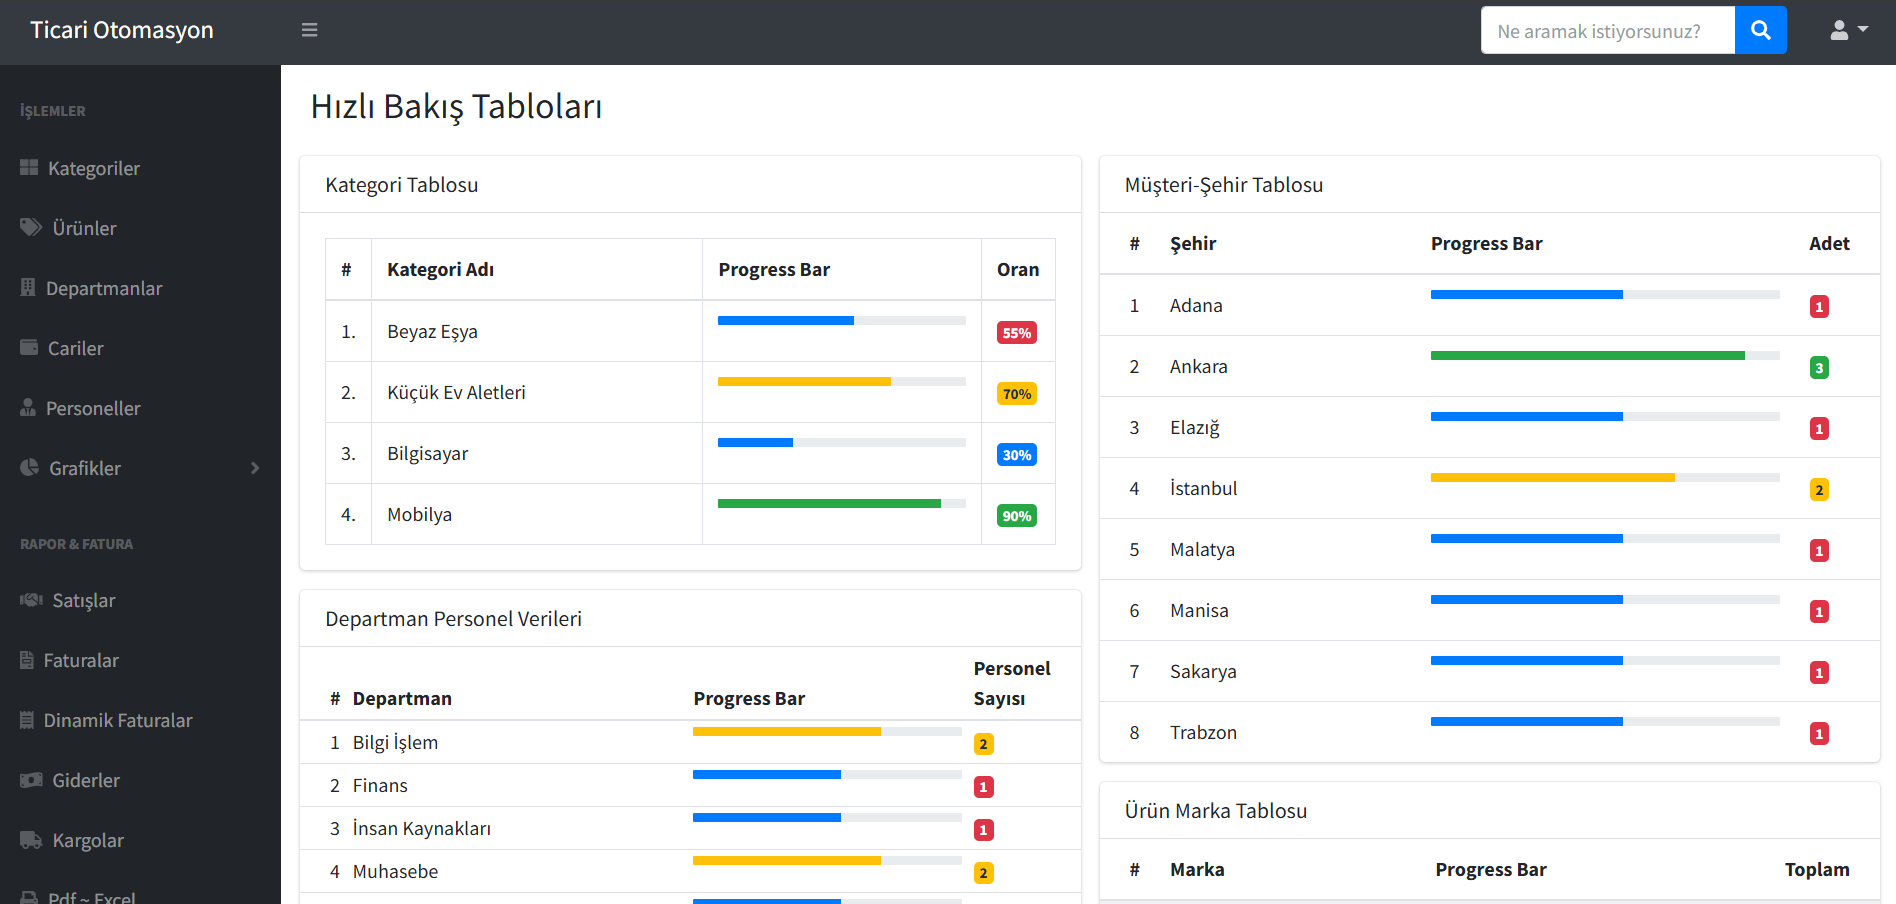 Ticari Otomasyon
Ne aramak istiyorsunuz?
İŞLEMLER
Kategoriler
Ürünler
Departmanlar
Cariler
Personeller
Grafikler
RAPOR & FATURA
Satışlar
Faturalar
Dinamik Faturalar
Giderler
Kargolar
Pdf ~ Excel
Hızlı Bakış Tabloları
Kategori Tablosu
# Kategori Adı Progress Bar Oran
1. Beyaz Eşya 55%
2. Küçük Ev Aletleri 70%
3. Bilgisayar 30%
4. Mobilya 90%
Departman Personel Verileri
# Departman Progress Bar Personel Sayısı
1 Bilgi İşlem 2
2 Finans 1
3 İnsan Kaynakları 1
4 Muhasebe 2
Müşteri-Şehir Tablosu
# Şehir Progress Bar Adet
1 Adana 1
2 Ankara 3
3 Elazığ 1
4 İstanbul 2
5 Malatya 1
6 Manisa 1
7 Sakarya 1
8 Trabzon 1
Ürün Marka Tablosu
# Marka Progress Bar Toplam